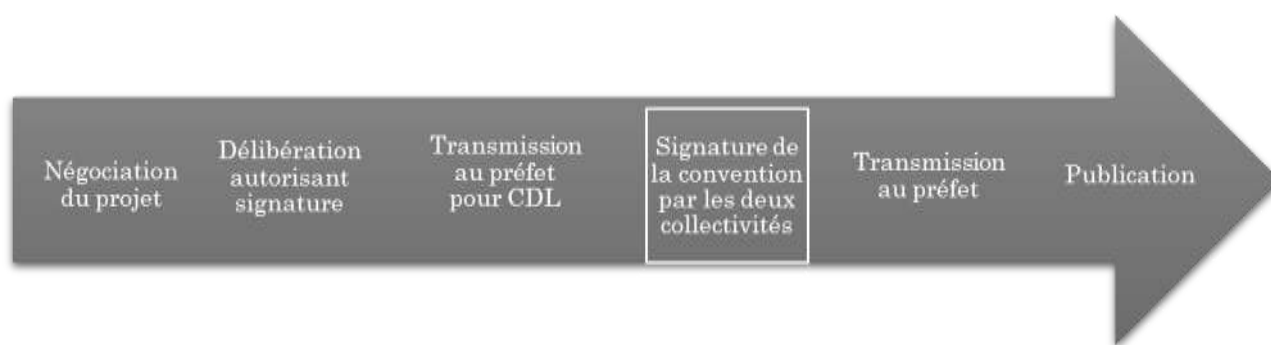 Négociation
du projet
Délibération
autorisant
signature
Transmission
au préfet
pour CDL
Signature de
la convention
par les deux
collectivités
Transmission
au préfet
Publication